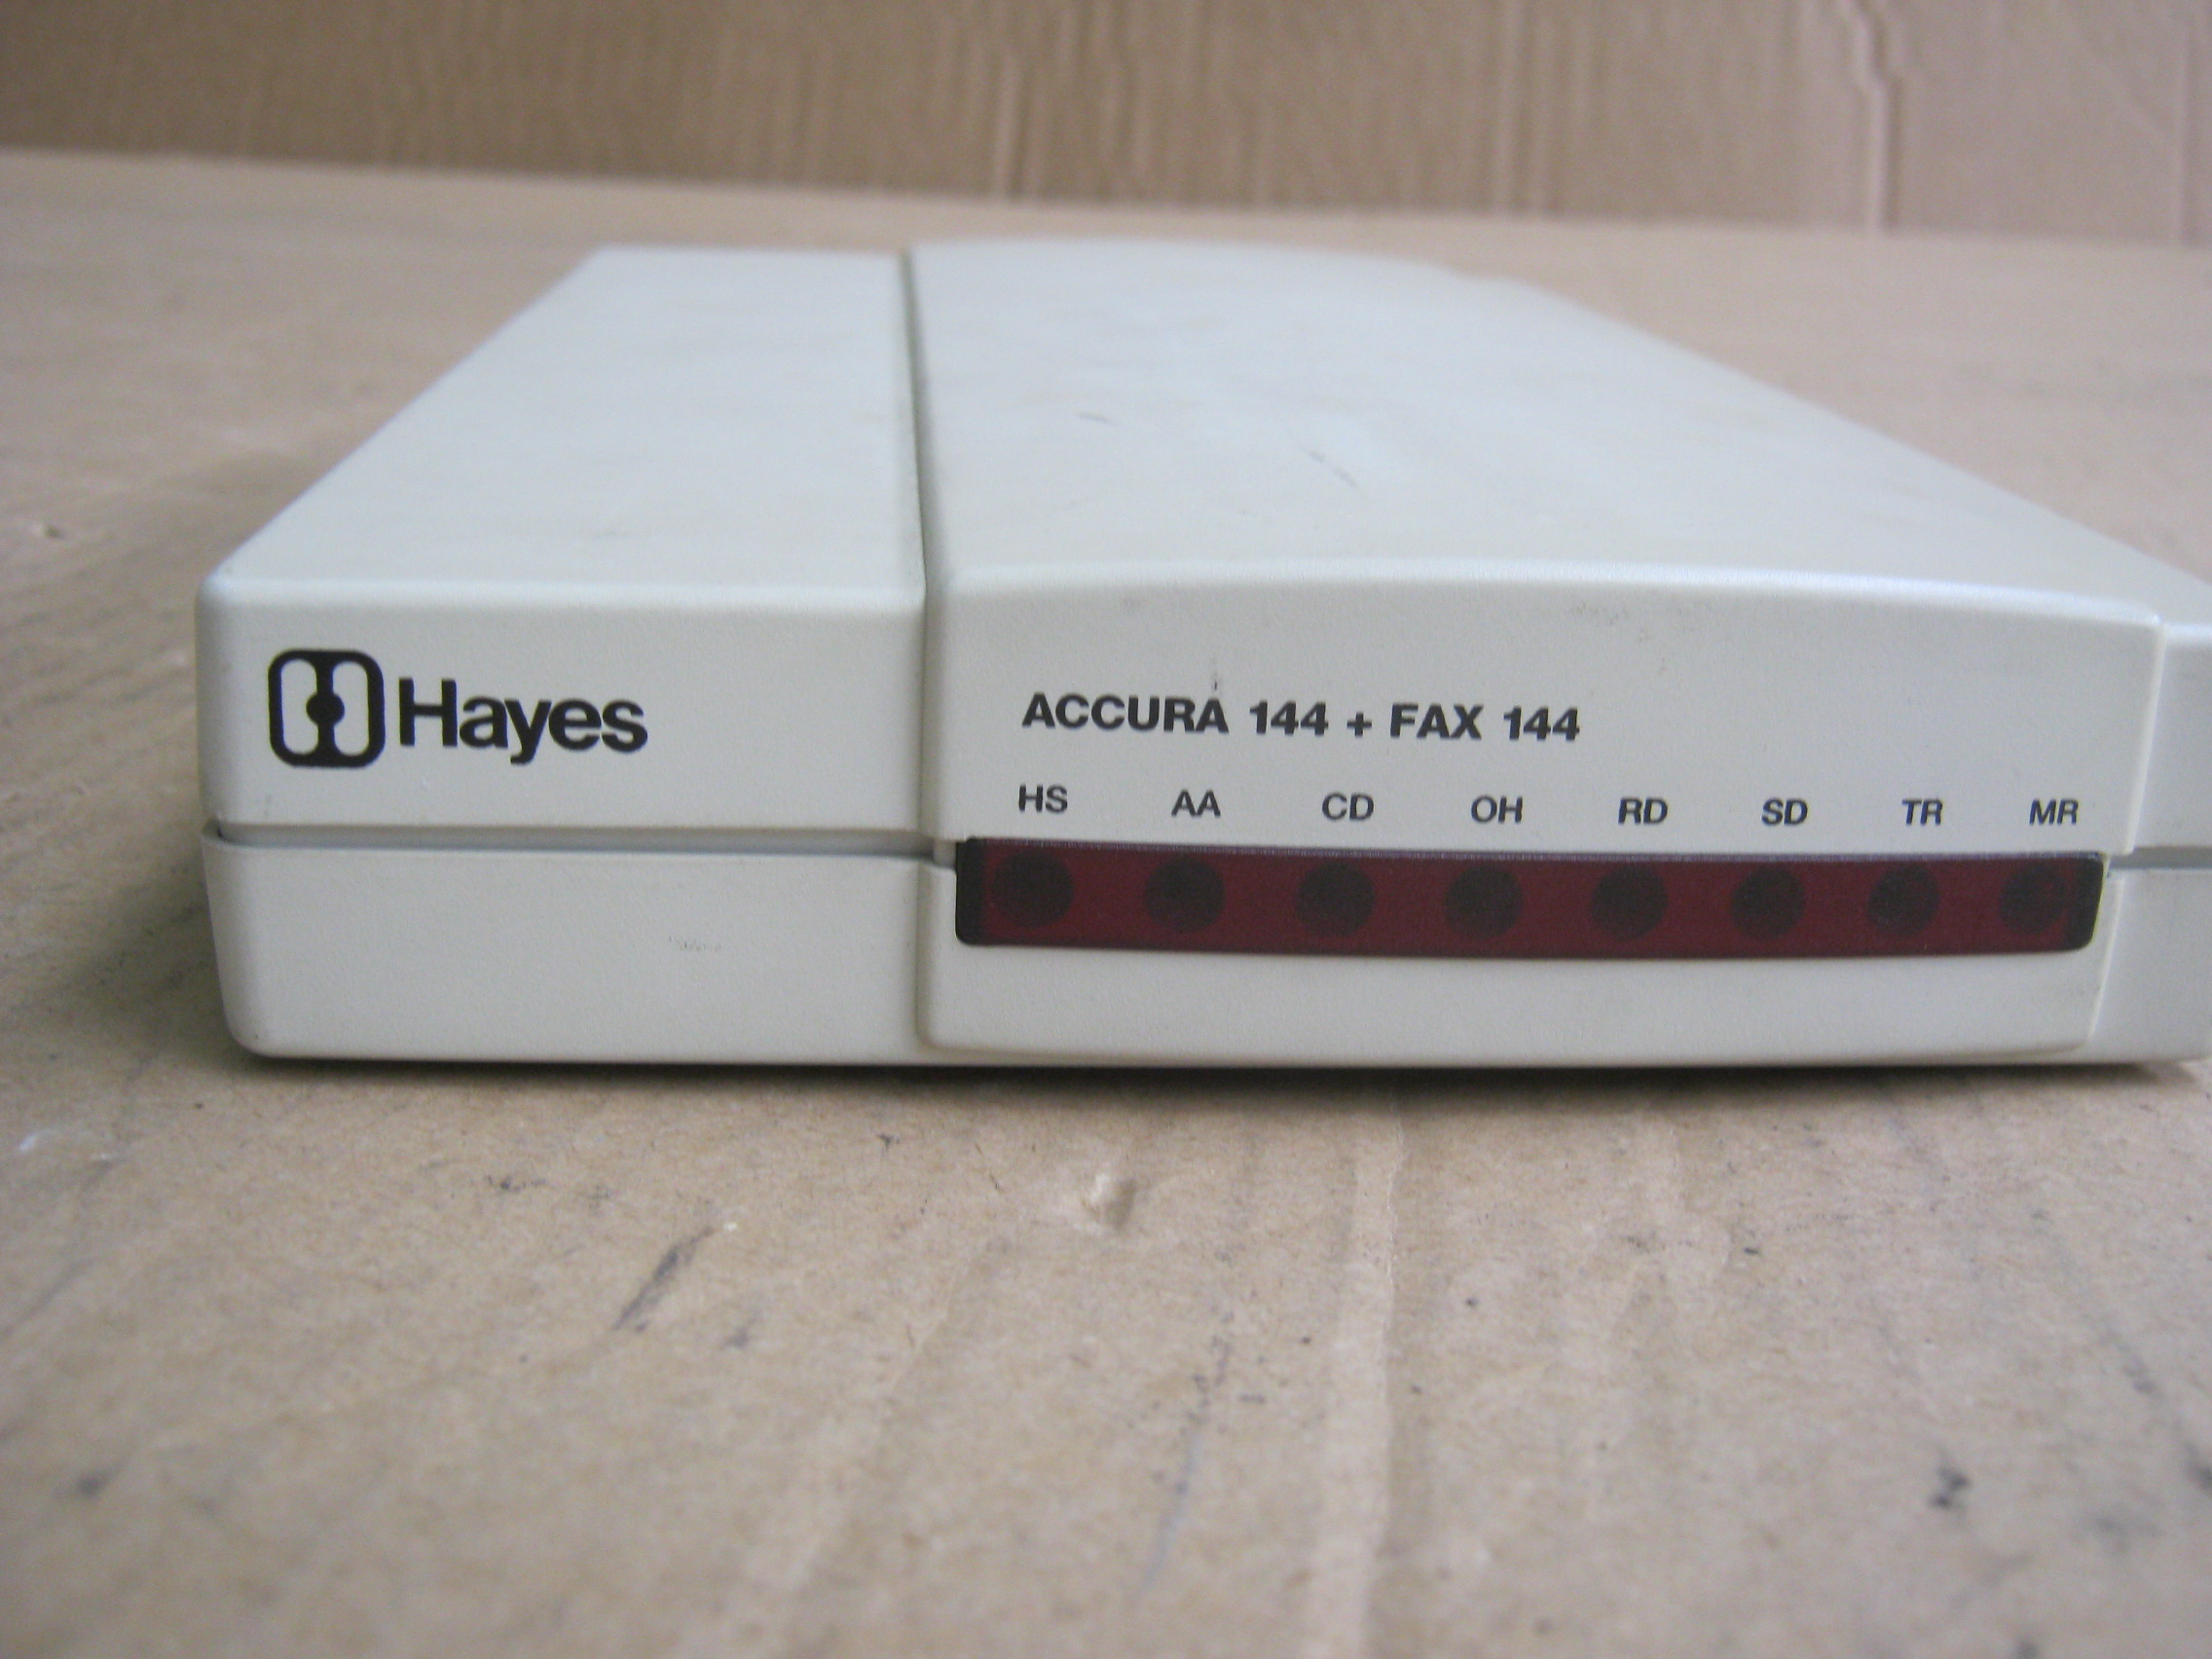 Hayes
ACCURA 144 + FAX 144
HS AA CD OH RD SD TR MR